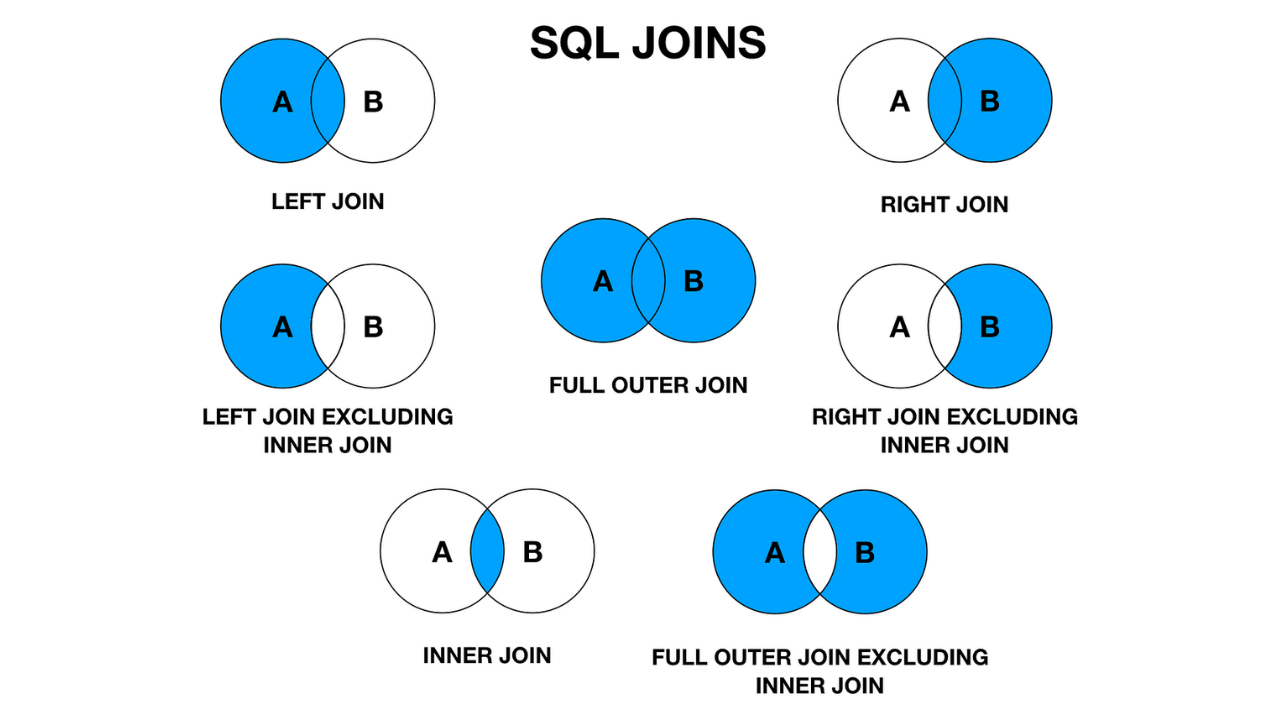 SQL JOINS
A B
LEFT JOIN
A B
RIGHT JOIN
A B
FULL OUTER JOIN
A B
LEFT JOIN EXCLUDING
INNER JOIN
A B
RIGHT JOIN EXCLUDING
INNER JOIN
A B
INNER JOIN
A B
FULL OUTER JOIN EXCLUDING
INNER JOIN